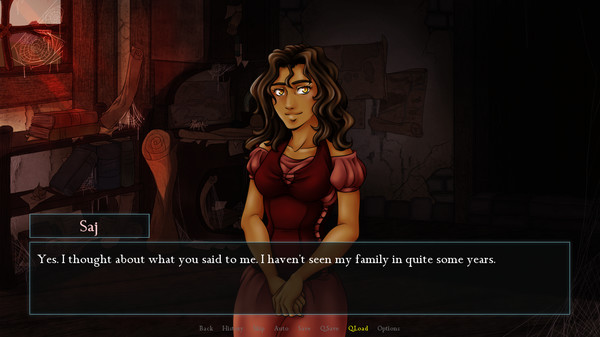 Saj
Yes. I thought about what you said to me. I haven't seen my family in quite some years.
Back History Skip Auto Save Q.Save Q.Load Options